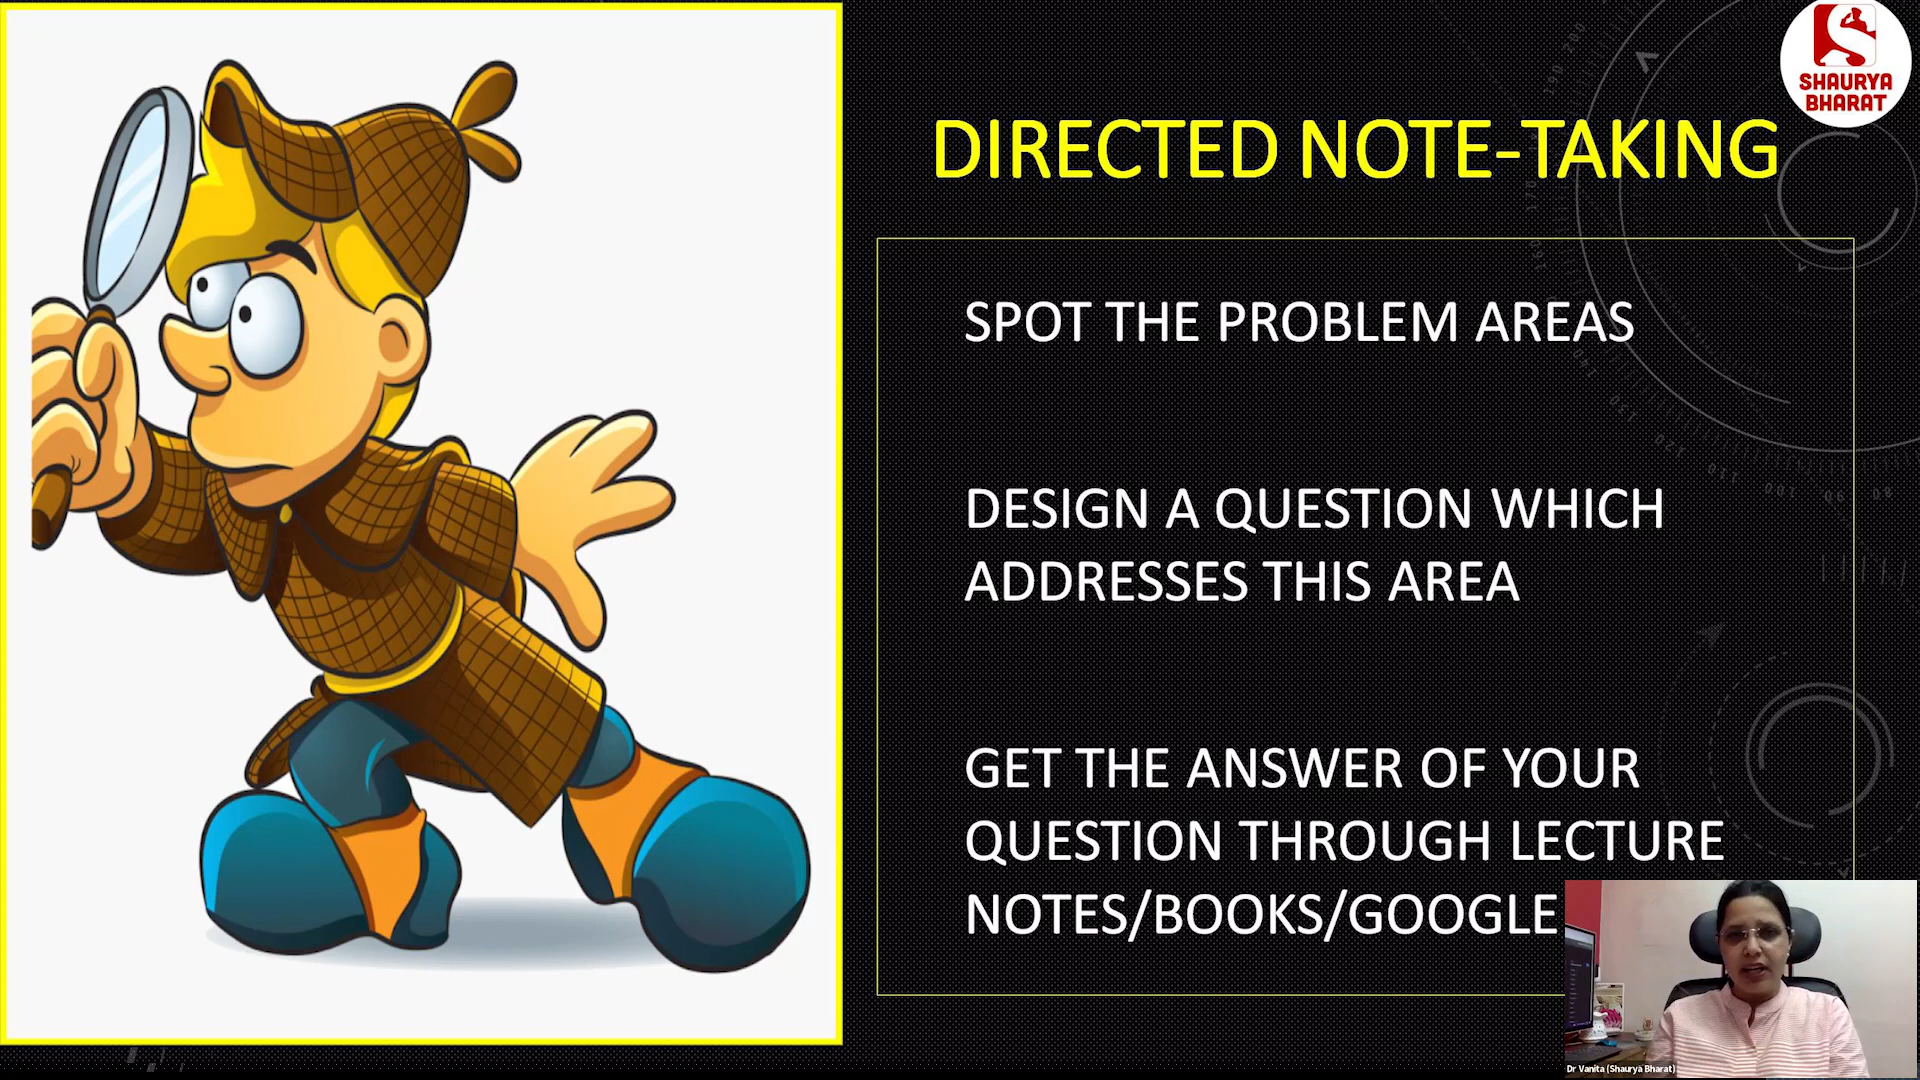 SHAURYA
BHARAT
DIRECTED NOTE-TAKING
SPOT THE PROBLEM AREAS
DESIGN A QUESTION WHICH
ADDRESSES THIS AREA
GET THE ANSWER OF YOUR
QUESTION THROUGH LECTURE
NOTES/BOOKS/GOOGLE
Dr Vanita (Shaurya Bharat)